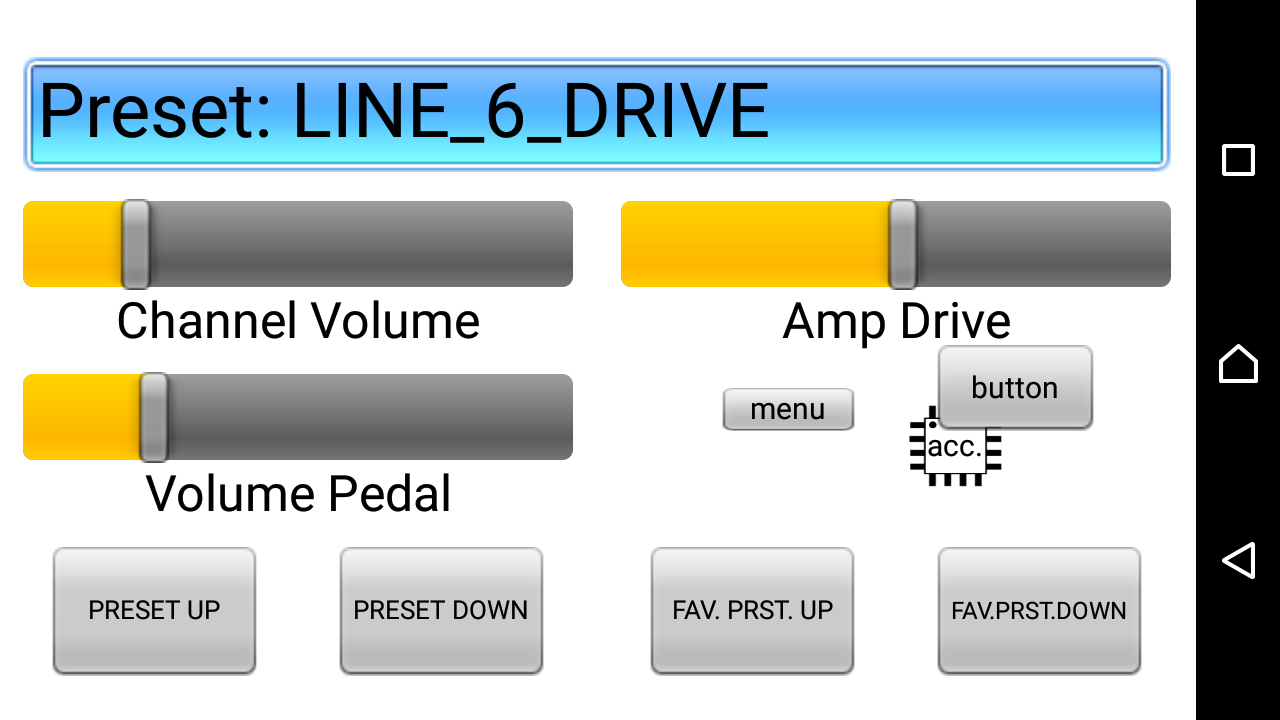 Preset: LINE_6_DRIVE
Channel Volume
Amp Drive
menu
button
acc.
Volume Pedal
PRESET UP
PRESET DOWN
FAV. PRST. UP
FAV.PRST.DOWN